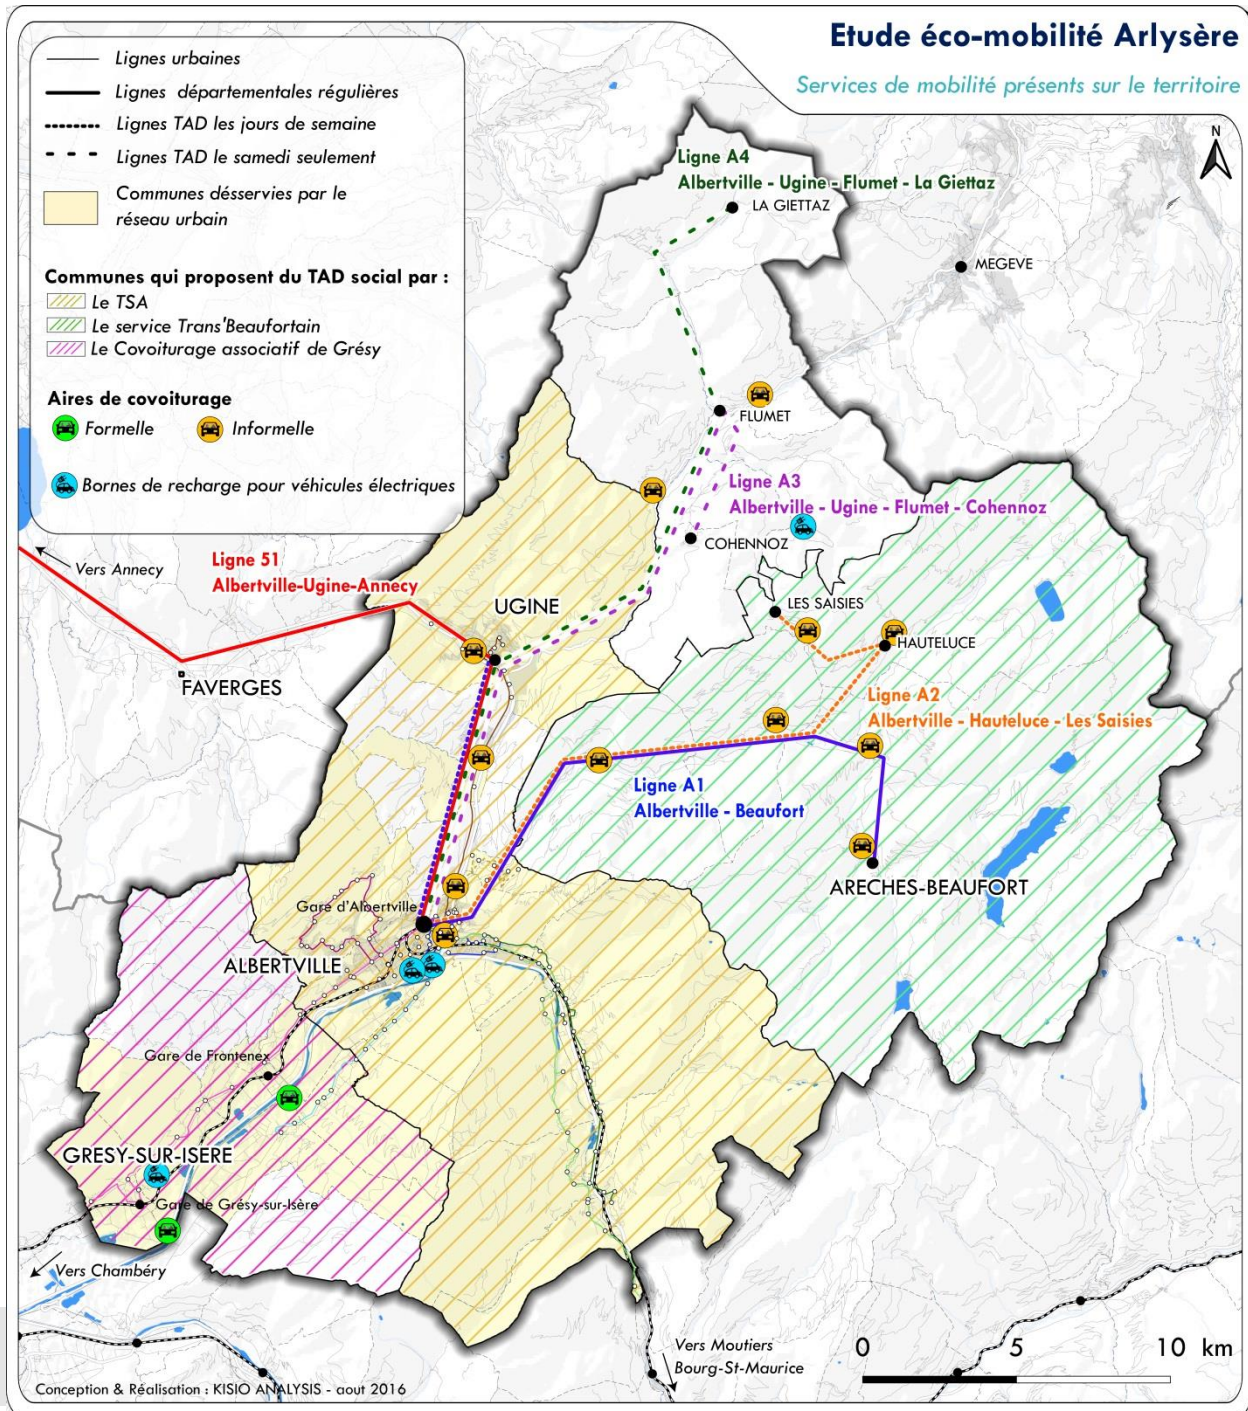 Etude éco-mobilité Arlysère
Services de mobilité présents sur le territoire
Lignes urbaines
Lignes départementales régulières
Lignes TAD les jours de semaine
Lignes TAD le samedi seulement
Communes désservies par le
réseau urbain
Communes qui proposent du TAD social par :
Le TSA
Le service Trans'Beaufortain
Le Covoiturage associatif de Grésy
Aires de covoiturage
Formelle
Informelle
Bornes de recharge pour véhicules électriques
N
Ligne A4
Albertville - Ugine - Flumet - La Giettaz
LA GIETTAZ
MEGEVE
FLUMET
Ligne A3
Albertville - Ugine - Flumet - Cohennoz
COHENNOZ
Vers Annecy
Ligne 51
Albertville-Ugine-Annecy
UGINE
LES SAISIES
HAUTELUCE
FAVERGES
Ligne A2
Albertville - Hauteluce - Les Saisies
Ligne A1
Albertville - Beaufort
ARECHES-BEAUFORT
Gare d'Albertville
ALBERTVILLE
Gare de Frontenex
GRESY-SUR-ISERE
Gare de Grésy-sur-Isère
Vers Chambéry
Vers Moutiers
Bourg-St-Maurice
0 5 10 km
Conception & Réalisation : KISIO ANALYSIS - aout 2016